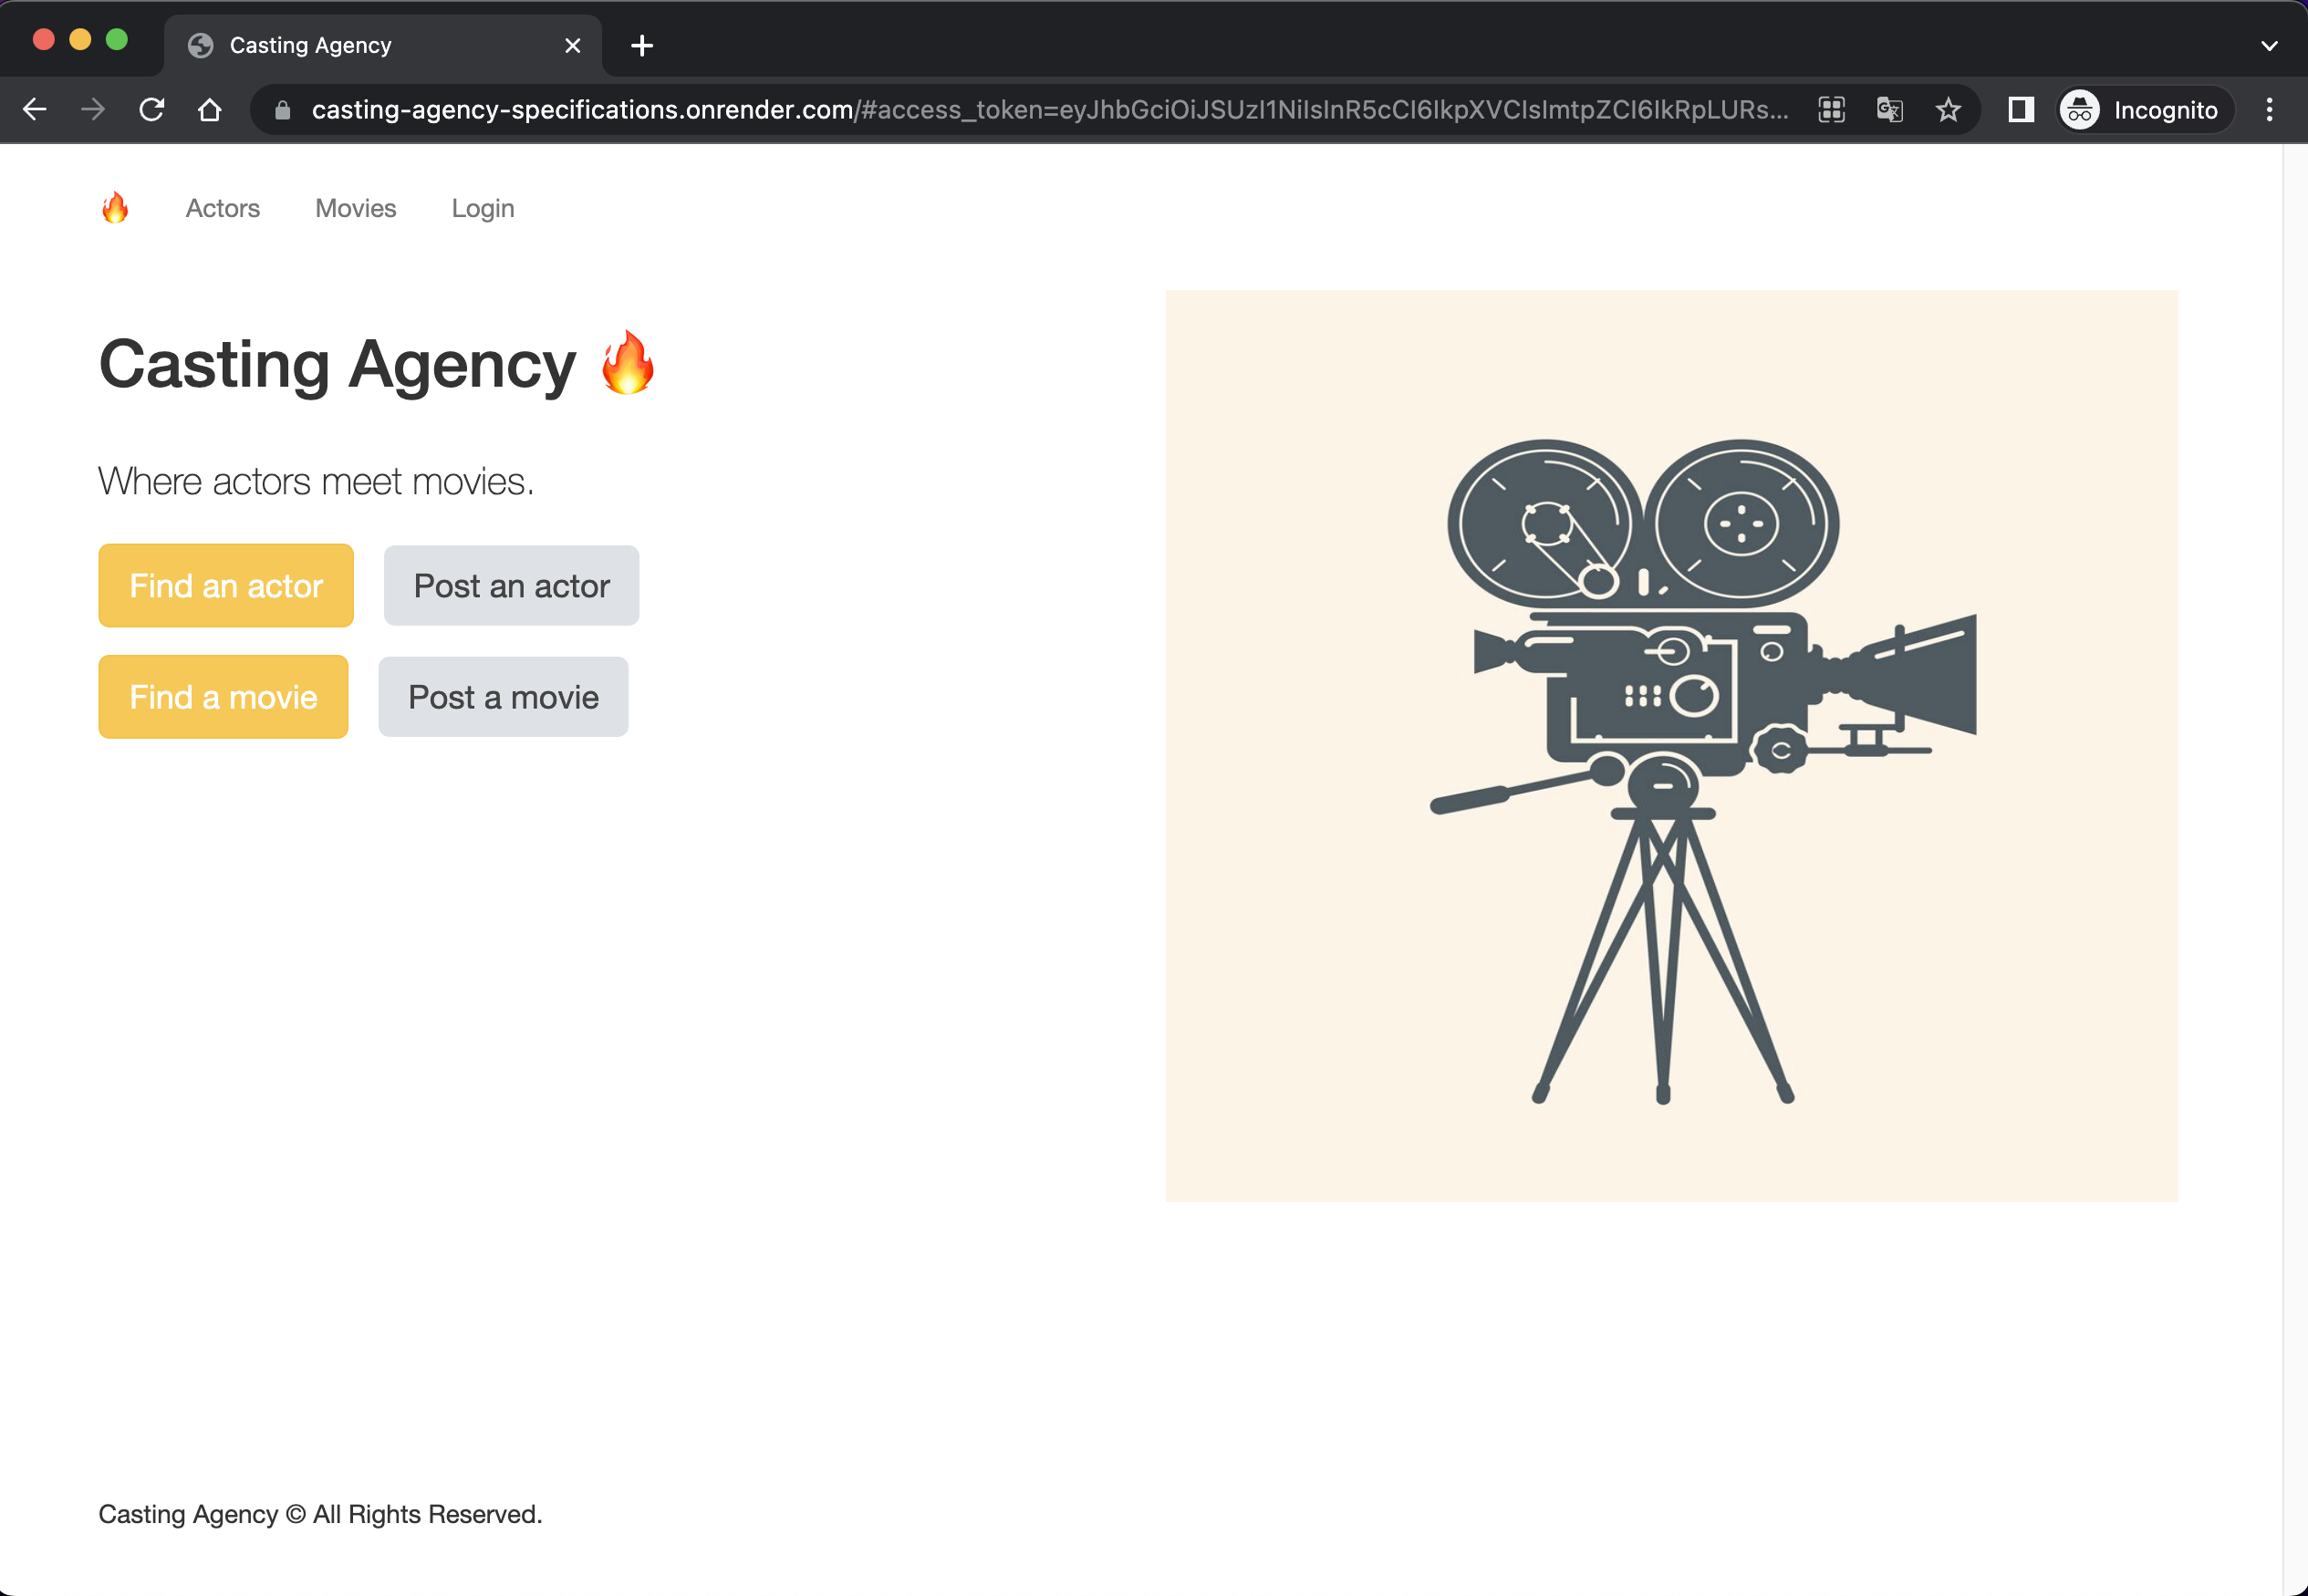 Casting Agency
casting-agency-specifications.onrender.com/#access_token=eyJhbGciOiJSUzI1NiIsInR5cCI6IkpXVCIsImtpZCI6IkRpLURs...
Incognito
🔥 Actors Movies Login
Casting Agency 🔥
Where actors meet movies.
Find an actor Post an actor
Find a movie Post a movie
Casting Agency © All Rights Reserved.